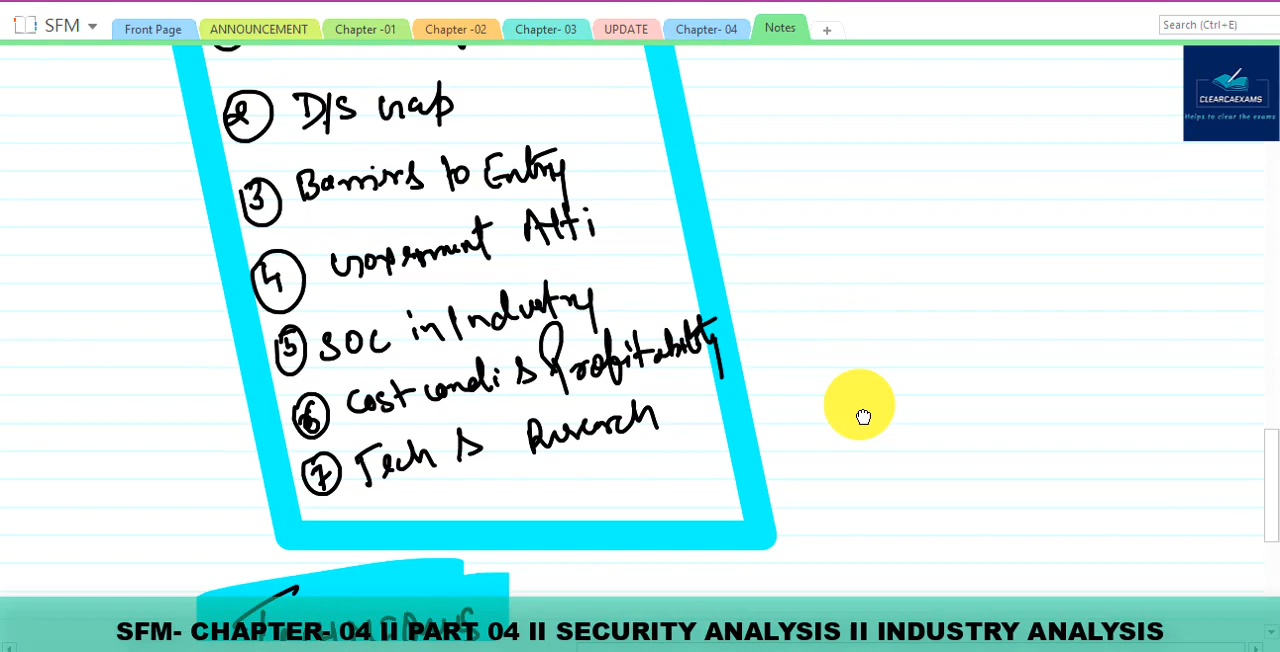 SFM
Front Page
ANNOUNCEMENT
Chapter -01
Chapter -02
Chapter- 03
UPDATE
Chapter- 04
Notes
Search (Ctrl+E)
CLEARCAEXAMS
Helps to clear the exams
2 D/S Gap
3 Barriers to Entry
4 Government Atti
5 SOC in Industry
6 Cost condi & Profitability
7 Tech & Research
SFM- CHAPTER- 04 II PART 04 II SECURITY ANALYSIS II INDUSTRY ANALYSIS